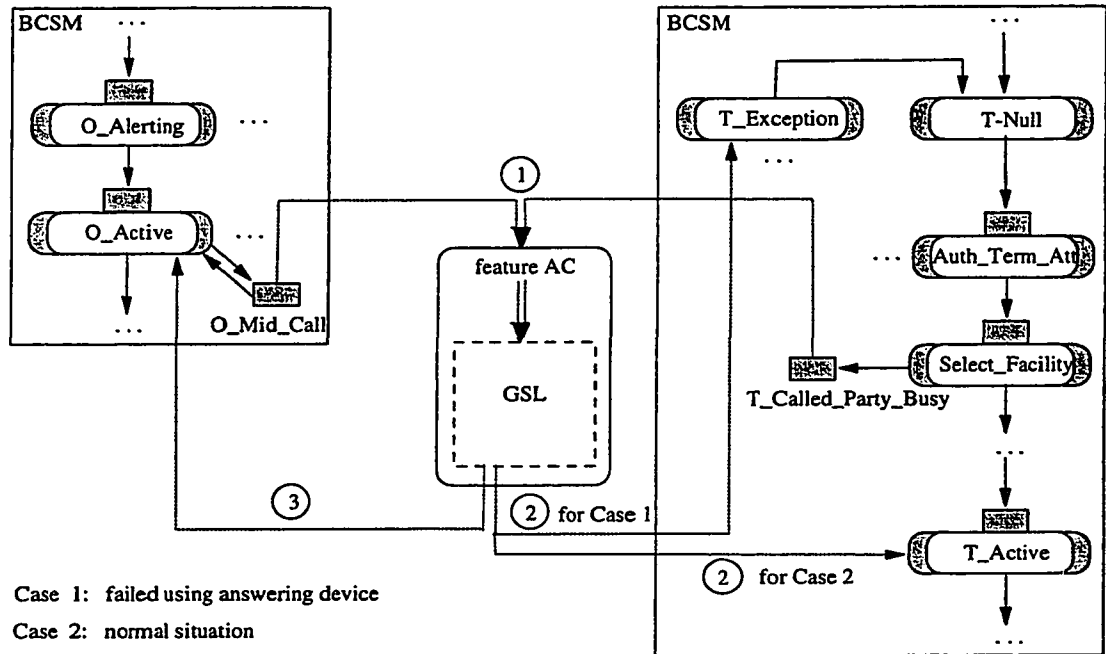 BCSM
...
O_Alerting
...
O_Active
...
O_Mid_Call
...
1
feature AC
GSL
3
2 for Case 1
2 for Case 2
BCSM
...
T_Exception
...
T-Null
Auth_Term_Att
...
Select_Facility
T_Called_Party_Busy
...
T_Active
...
Case 1: failed using answering device
Case 2: normal situation